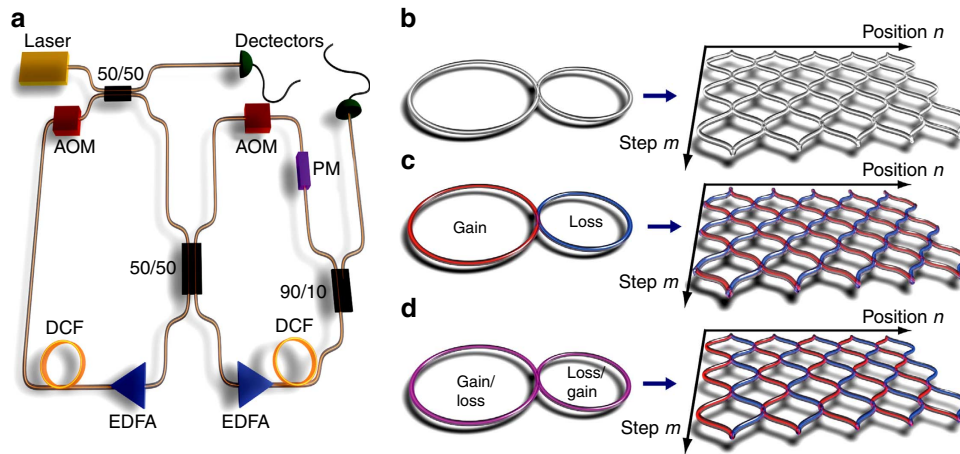 a
Laser
50/50
Dectectors
AOM
AOM
PM
50/50
90/10
DCF
DCF
EDFA
EDFA
b
Position n
Step m
c
Gain
Loss
Position n
Step m
d
Gain/
loss
Loss/
gain
Position n
Step m